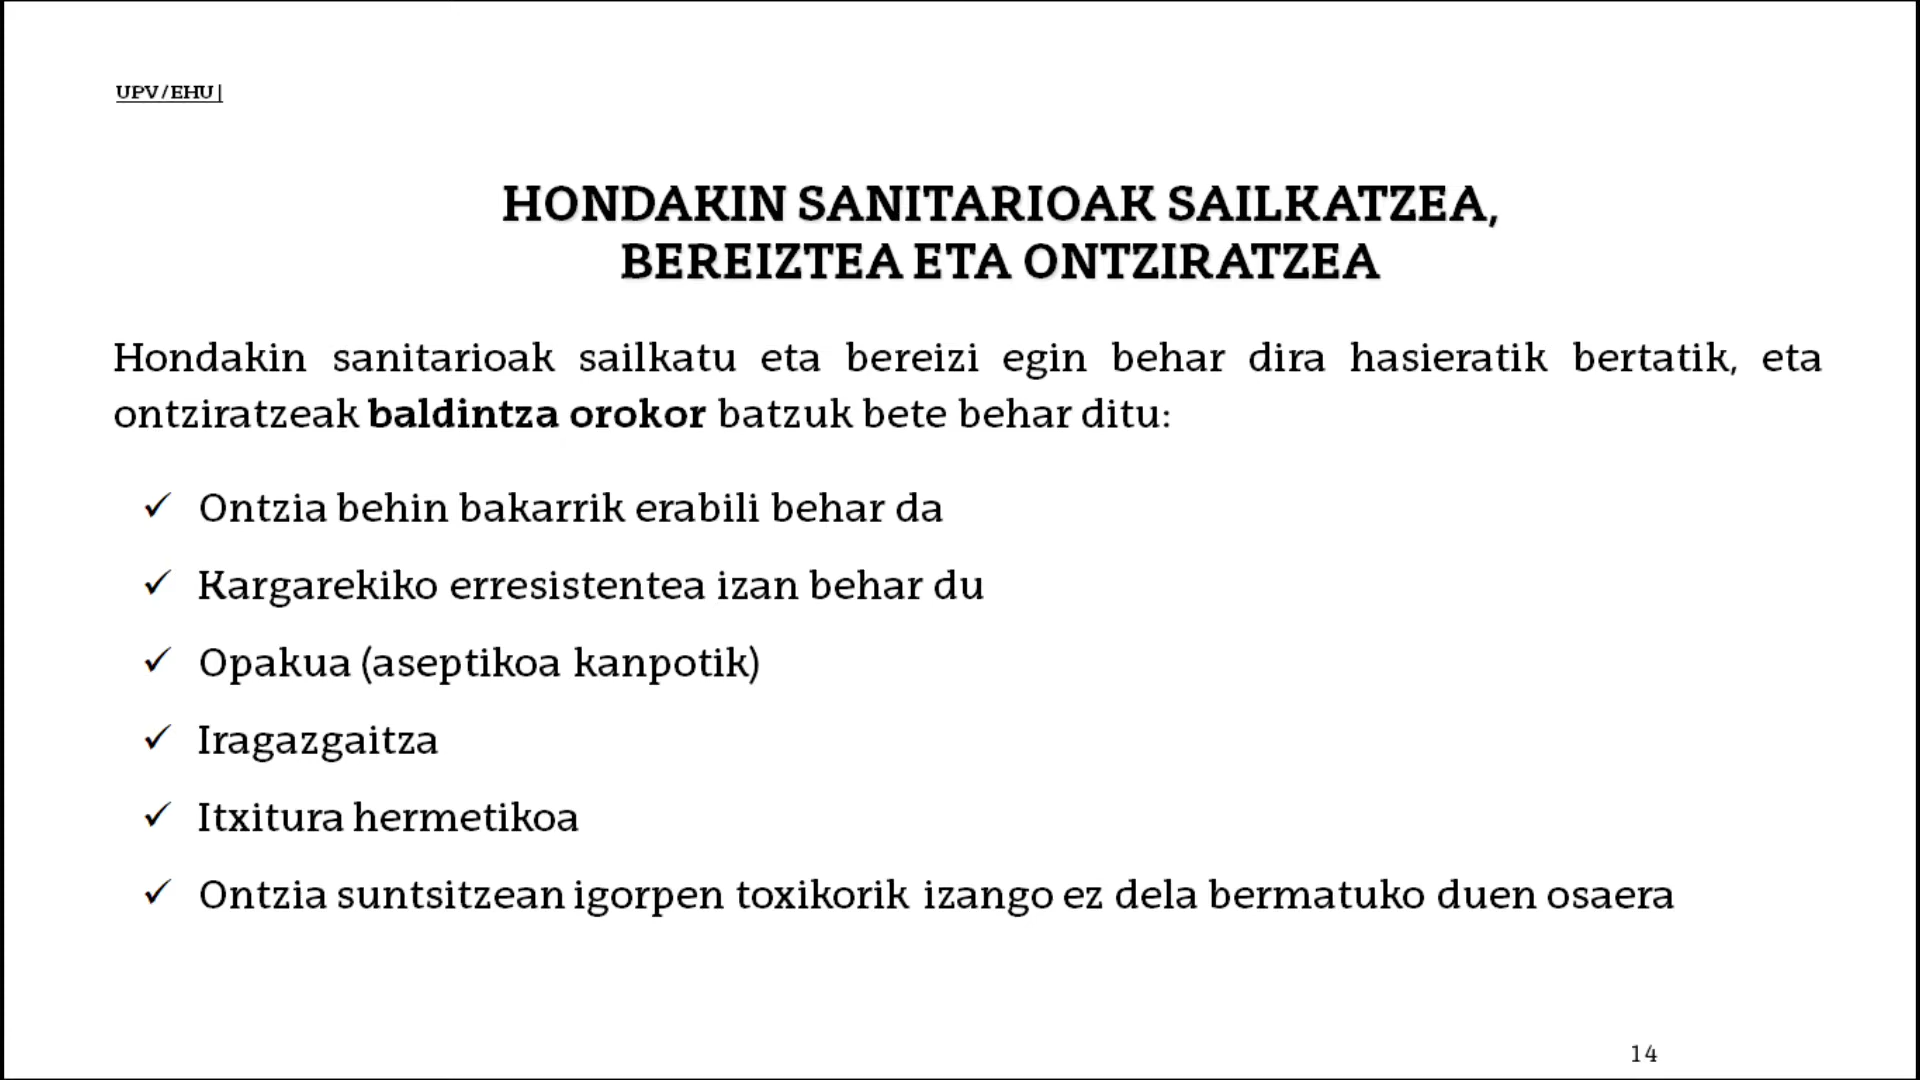 UPV/EHU|
HONDAKIN SANITARIOAK SAILKATZEA,
BEREIZTEA ETA ONTZIRATZEA
Hondakin sanitarioak sailkatu eta bereizi egin behar dira hasieratik bertatik, eta
ontziratzeak baldintza orokor batzuk bete behar ditu:
✓ Ontzia behin bakarrik erabili behar da
✓ Kargarekiko erresistentea izan behar du
✓ Opakua (aseptikoa kanpotik)
✓ Iragazgaitza
✓ Itxitura hermetikoa
✓ Ontzia suntsitzean igorpen toxikorik izango ez dela bermatuko duen osaera
14